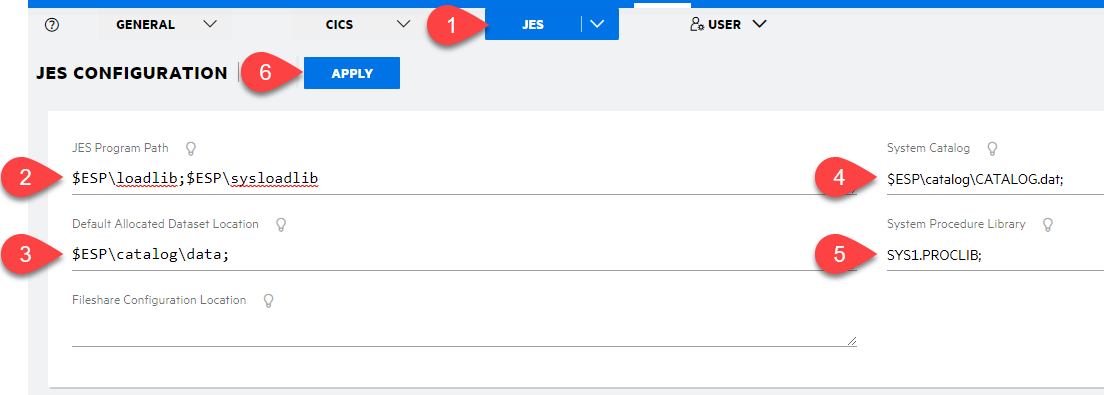 GENERAL CICS 1 JES USER
JES CONFIGURATION 6 APPLY
JES Program Path System Catalog
2 $ESP\loadlib;$ESP\sysloadlib 4 $ESP\catalog\CATALOG.dat;
Default Allocated Dataset Location System Procedure Library
3 $ESP\catalog\data; 5 SYS1.PROCLIB;
Fileshare Configuration Location